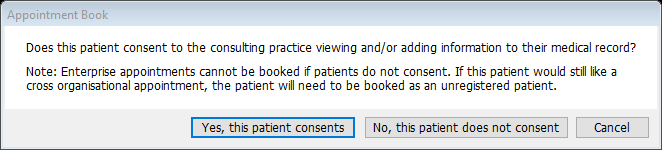 Appointment Book
Does this patient consent to the consulting practice viewing and/or adding information to their medical record?
Note: Enterprise appointments cannot be booked if patients do not consent. If this patient would still like a
cross organisational appointment, the patient will need to be booked as an unregistered patient.
Yes, this patient consents
No, this patient does not consent
Cancel